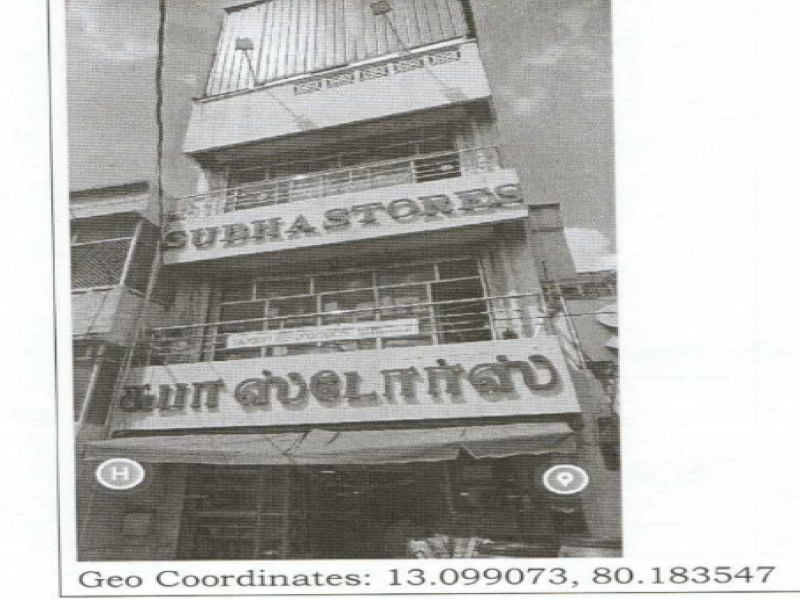 SUBHA STORES
சுபா ஸ்டோர்ஸ்
H
Geo Coordinates: 13.099073, 80.183547